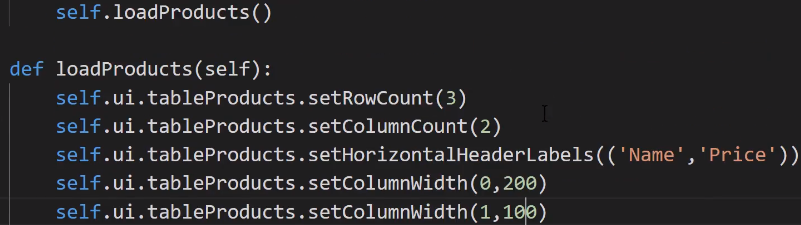 self.loadProducts()
def loadProducts(self):
self.ui.tableProducts.setRowCount(3)
self.ui.tableProducts.setColumnCount(2)
self.ui.tableProducts.setHorizontalHeaderLabels(('Name','Price'))
self.ui.tableProducts.setColumnWidth(0,200)
self.ui.tableProducts.setColumnWidth(1,100)